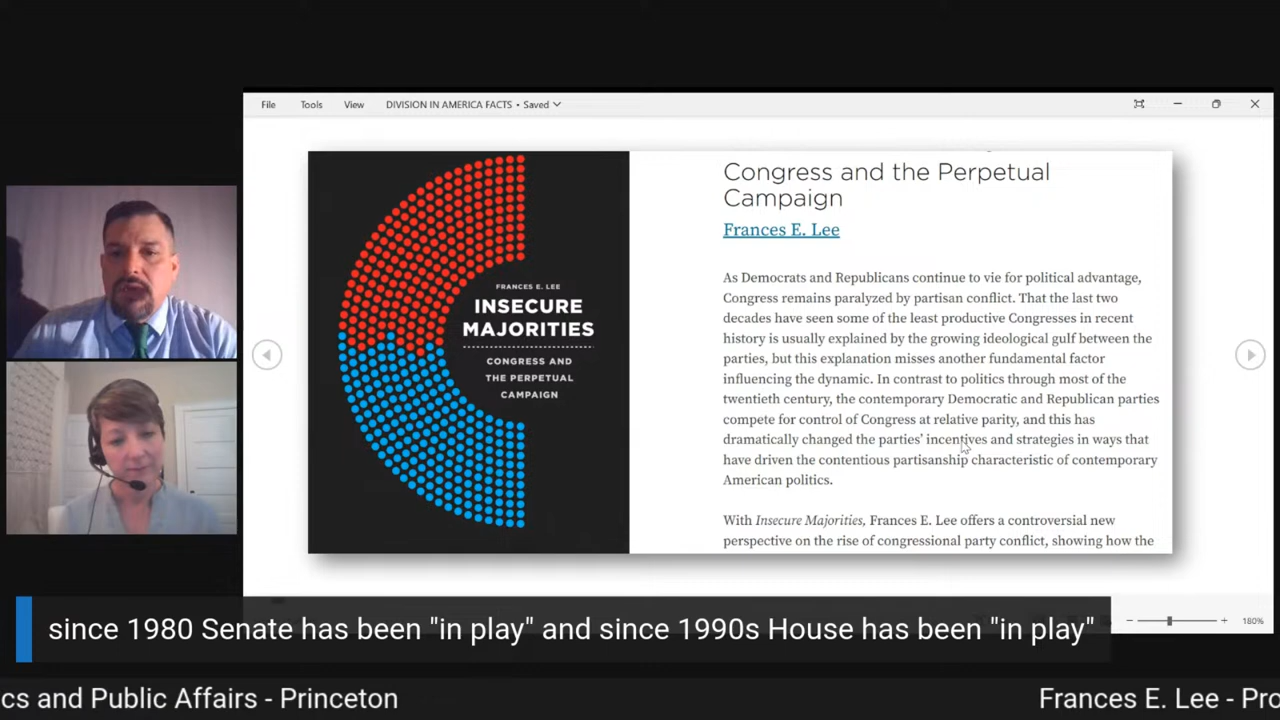 File Tools View DIVISION IN AMERICA FACTS • Saved
FRANCES E. LEE
INSECURE
MAJORITIES
CONGRESS AND
THE PERPETUAL
CAMPAIGN
Congress and the Perpetual
Campaign
Frances E. Lee
As Democrats and Republicans continue to vie for political advantage,
Congress remains paralyzed by partisan conflict. That the last two
decades have seen some of the least productive Congresses in recent
history is usually explained by the growing ideological gulf between the
parties, but this explanation misses another fundamental factor
influencing the dynamic. In contrast to politics through most of the
twentieth century, the contemporary Democratic and Republican parties
compete for control of Congress at relative parity, and this has
dramatically changed the parties’ incentives and strategies in ways that
have driven the contentious partisanship characteristic of contemporary
American politics.
With Insecure Majorities, Frances E. Lee offers a controversial new
perspective on the rise of congressional party conflict, showing how the
180%
since 1980 Senate has been "in play" and since 1990s House has been "in play"
cs and Public Affairs - Princeton
Frances E. Lee - Pro